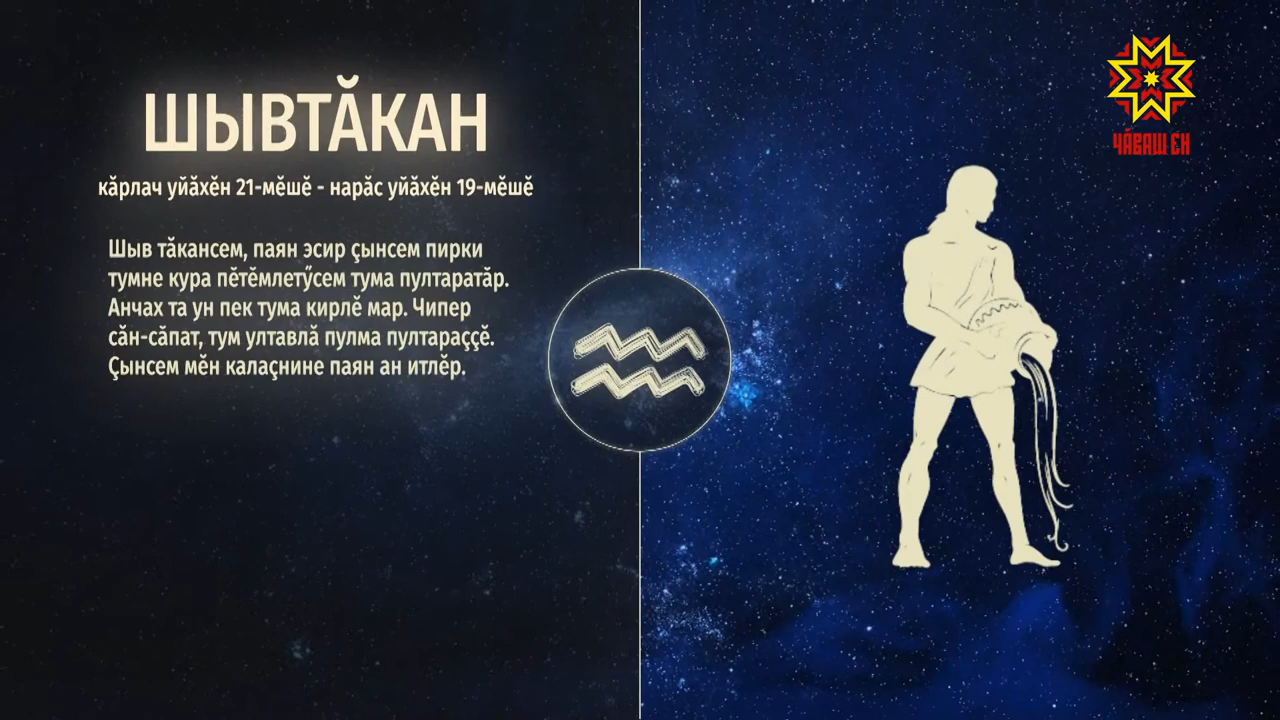 ШЫВТӐКАН
кӑрлач уйӑхӗн 21-мӗшӗ - нарӑс уйӑхӗн 19-мӗшӗ
Шыв тӑкансем, паян эсир ҫынсем пирки
тумне кура пӗтӗмлетӳсем тума пултаратӑр.
Анчах та ун пек тума кирлӗ мар. Чипер
сӑн-сӑпат, тум ултавлӑ пулма пултараҫҫӗ.
Ҫынсем мӗн калаҫнине паян ан итлӗр.
ЧӐВАШ ЕН